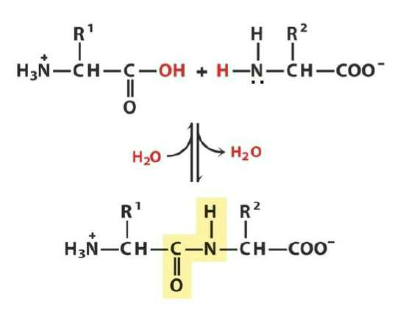 R¹ H R²
H₃N⁺—CH—C—OH + H—N̤—CH—COO⁻
O
H₂O H₂O
R¹ H R²
H₃N⁺—CH—C—N—CH—COO⁻
O